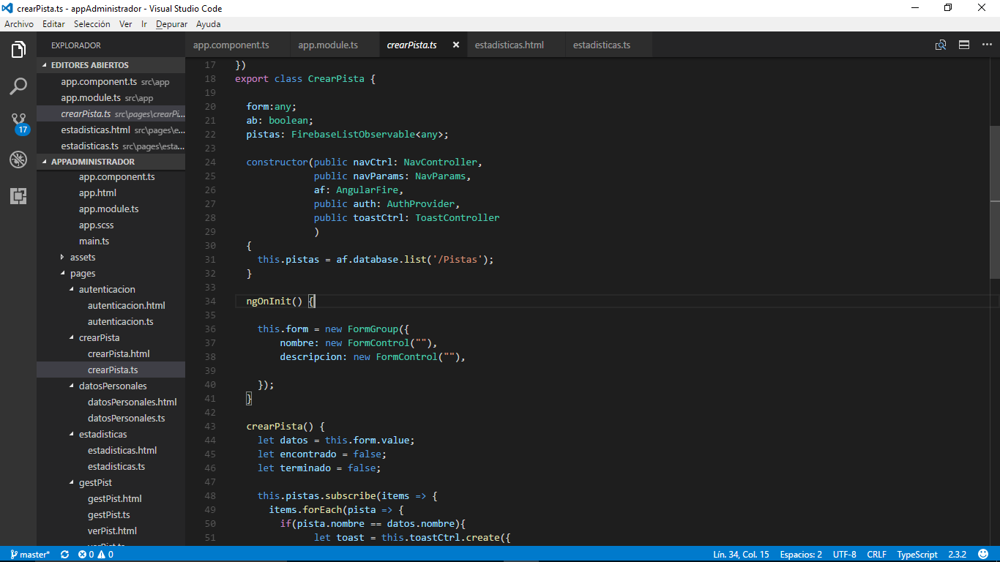 crearPista.ts - appAdministrador - Visual Studio Code
Archivo Editar Selección Ver Ir Depurar Ayuda
EXPLORADOR
EDITORES ABIERTOS
app.component.ts src\app
app.module.ts src\app
crearPista.ts src\pages\crearPi...
estadisticas.html src\pages\e...
estadisticas.ts src\pages\esta...
APPADMINISTRADOR
app.component.ts
app.html
app.module.ts
app.scss
main.ts
assets
pages
autenticacion
autenticacion.html
autenticacion.ts
crearPista
crearPista.html
crearPista.ts
datosPersonales
datosPersonales.html
datosPersonales.ts
estadisticas
estadisticas.html
estadisticas.ts
gestPist
gestPist.html
gestPist.ts
verPist.html
verPist.ts
17
app.component.ts app.module.ts crearPista.ts estadisticas.html estadisticas.ts
17 })
18 export class CrearPista {
19
20 form:any;
21 ab: boolean;
22 pistas: FirebaseListObservable<any>;
23
24 constructor(public navCtrl: NavController,
25 public navParams: NavParams,
26 af: AngularFire,
27 public auth: AuthProvider,
28 public toastCtrl: ToastController
29 )
30 {
31 this.pistas = af.database.list('/Pistas');
32 }
33
34 ngOnInit() {
35
36 this.form = new FormGroup({
37 nombre: new FormControl(""),
38 descripcion: new FormControl(""),
39
40 });
41 }
42
43 crearPista() {
44 let datos = this.form.value;
45 let encontrado = false;
46 let terminado = false;
47
48 this.pistas.subscribe(items => {
49 items.forEach(pista => {
50 if(pista.nombre == datos.nombre){
51 let toast = this.toastCtrl.create({
master* 0 0 Lín. 34, Col. 15 Espacios: 2 UTF-8 CRLF TypeScript 2.3.2